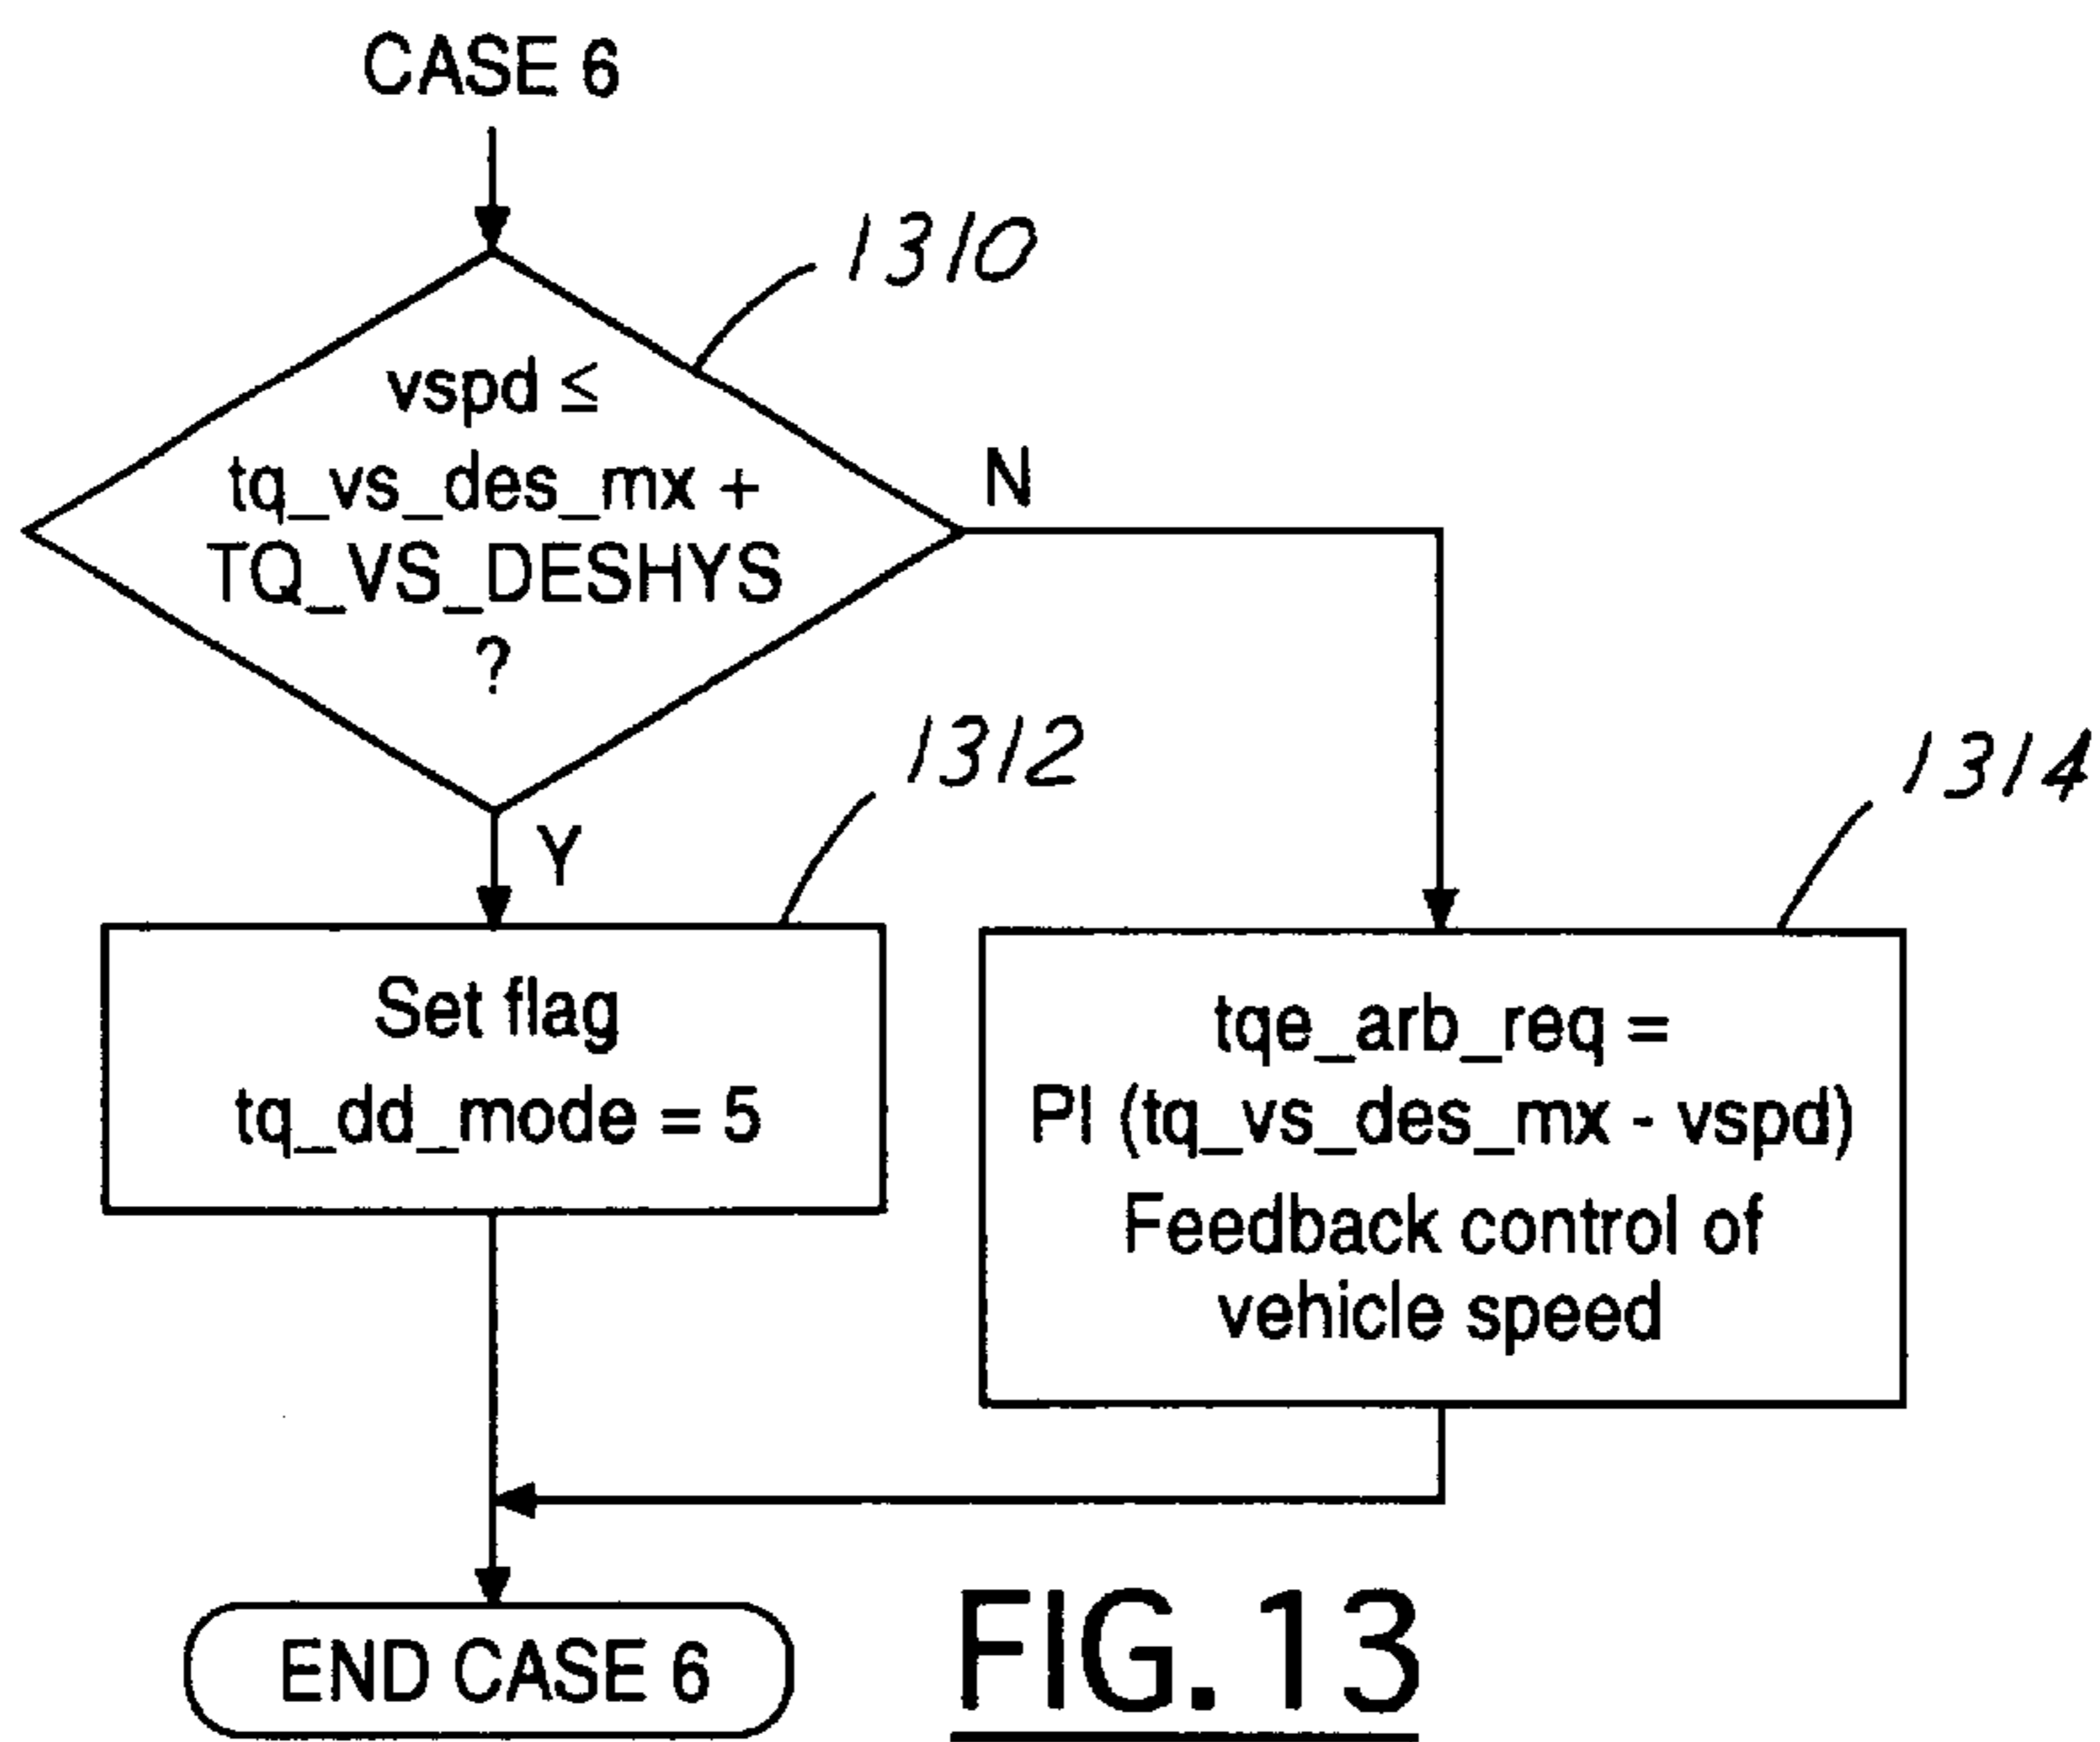 CASE 6
1310
vspd ≤
tq_vs_des_mx +
TQ_VS_DESHYS
?
N
Y
1312
Set flag
tq_dd_mode = 5
1314
tqe_arb_req =
PI (tq_vs_des_mx - vspd)
Feedback control of
vehicle speed
END CASE 6
FIG. 13